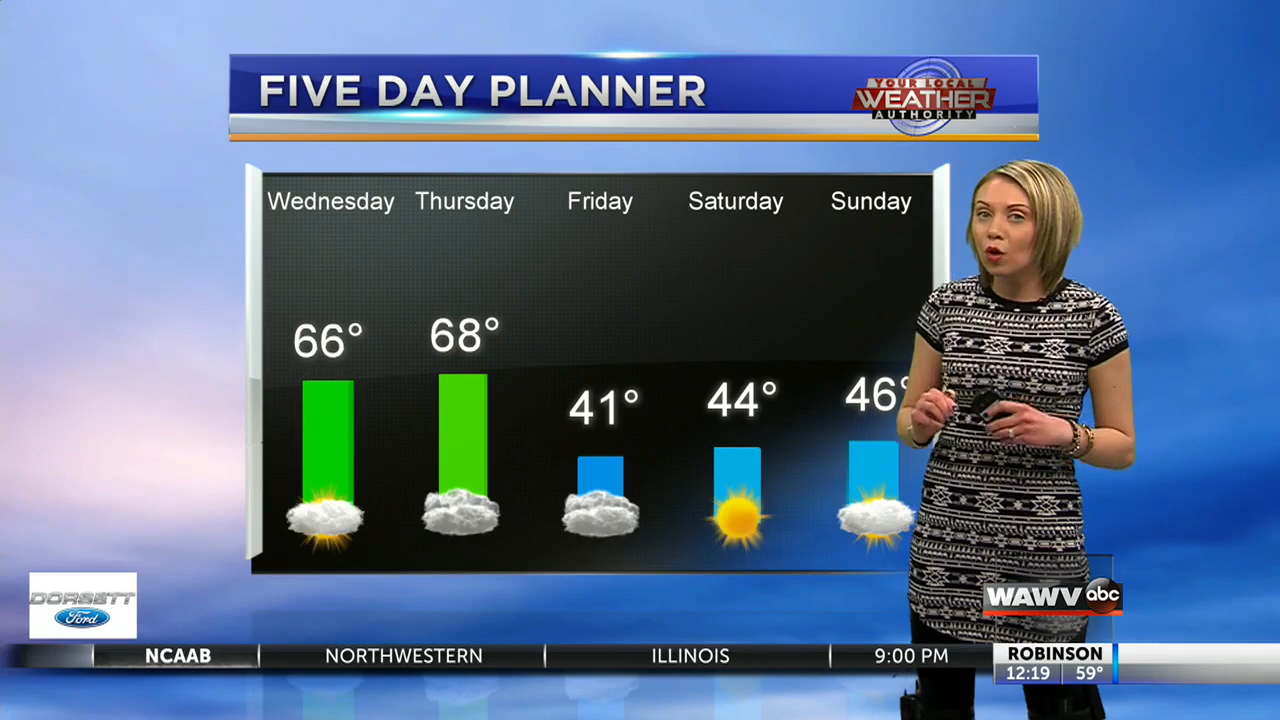 FIVE DAY PLANNER
YOUR LOCAL
WEATHER
AUTHORITY
Wednesday Thursday Friday Saturday Sunday
66° 68° 41° 44° 46°
DORSETT
Ford
WAWV abc
NCAAB NORTHWESTERN ILLINOIS 9:00 PM
ROBINSON
12:19 59°